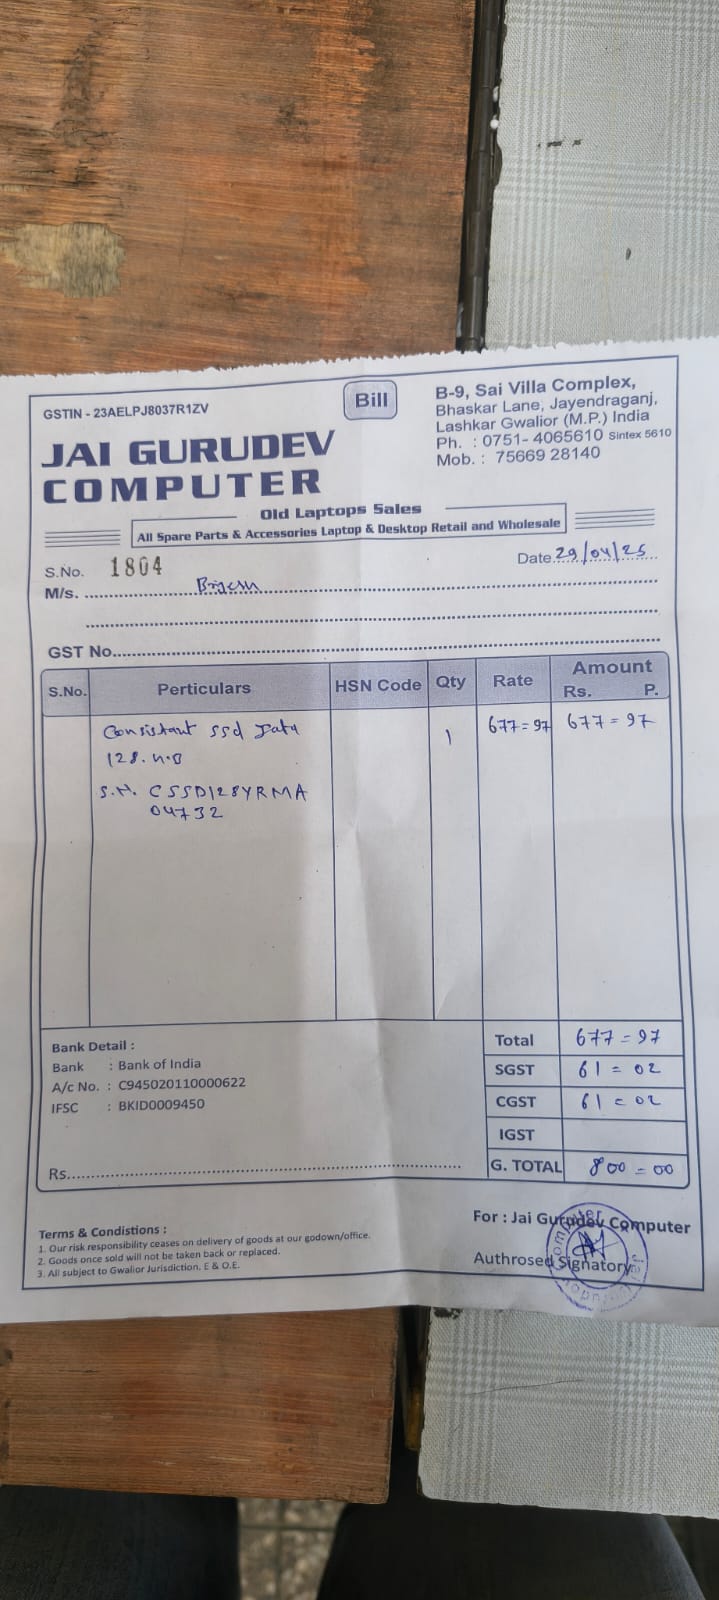 GSTIN - 23AELPJ8037R1ZV
Bill
B-9, Sai Villa Complex,
Bhaskar Lane, Jayendraganj,
Lashkar Gwalior (M.P.) India
Ph. : 0751- 4065610 Sintex 5610
Mob. : 75669 28140
JAI GURUDEV
COMPUTER
Old Laptops Sales
All Spare Parts & Accessories Laptop & Desktop Retail and Wholesale
S.No. 1804
Date 29/04/25
M/s.
GST No.
S.No. Perticulars HSN Code Qty Rate Amount
Rs. P.
Consistant ssd 1 677=97 677=97
128.
S.N. CSSD128YRMA
04732
Bank Detail :
Bank : Bank of India
A/c No. : C945020110000622
IFSC : BKID0009450
Total 677=97
SGST 61=02
CGST 61=02
IGST
Rs.
G. TOTAL 800=00
Terms & Condistions :
1. Our risk responsibility ceases on delivery of goods at our godown/office.
2. Goods once sold will not be taken back or replaced.
3. All subject to Gwalior Jurisdiction. E & O.E.
For : Jai Gurudev Computer
Authrosed Signatory